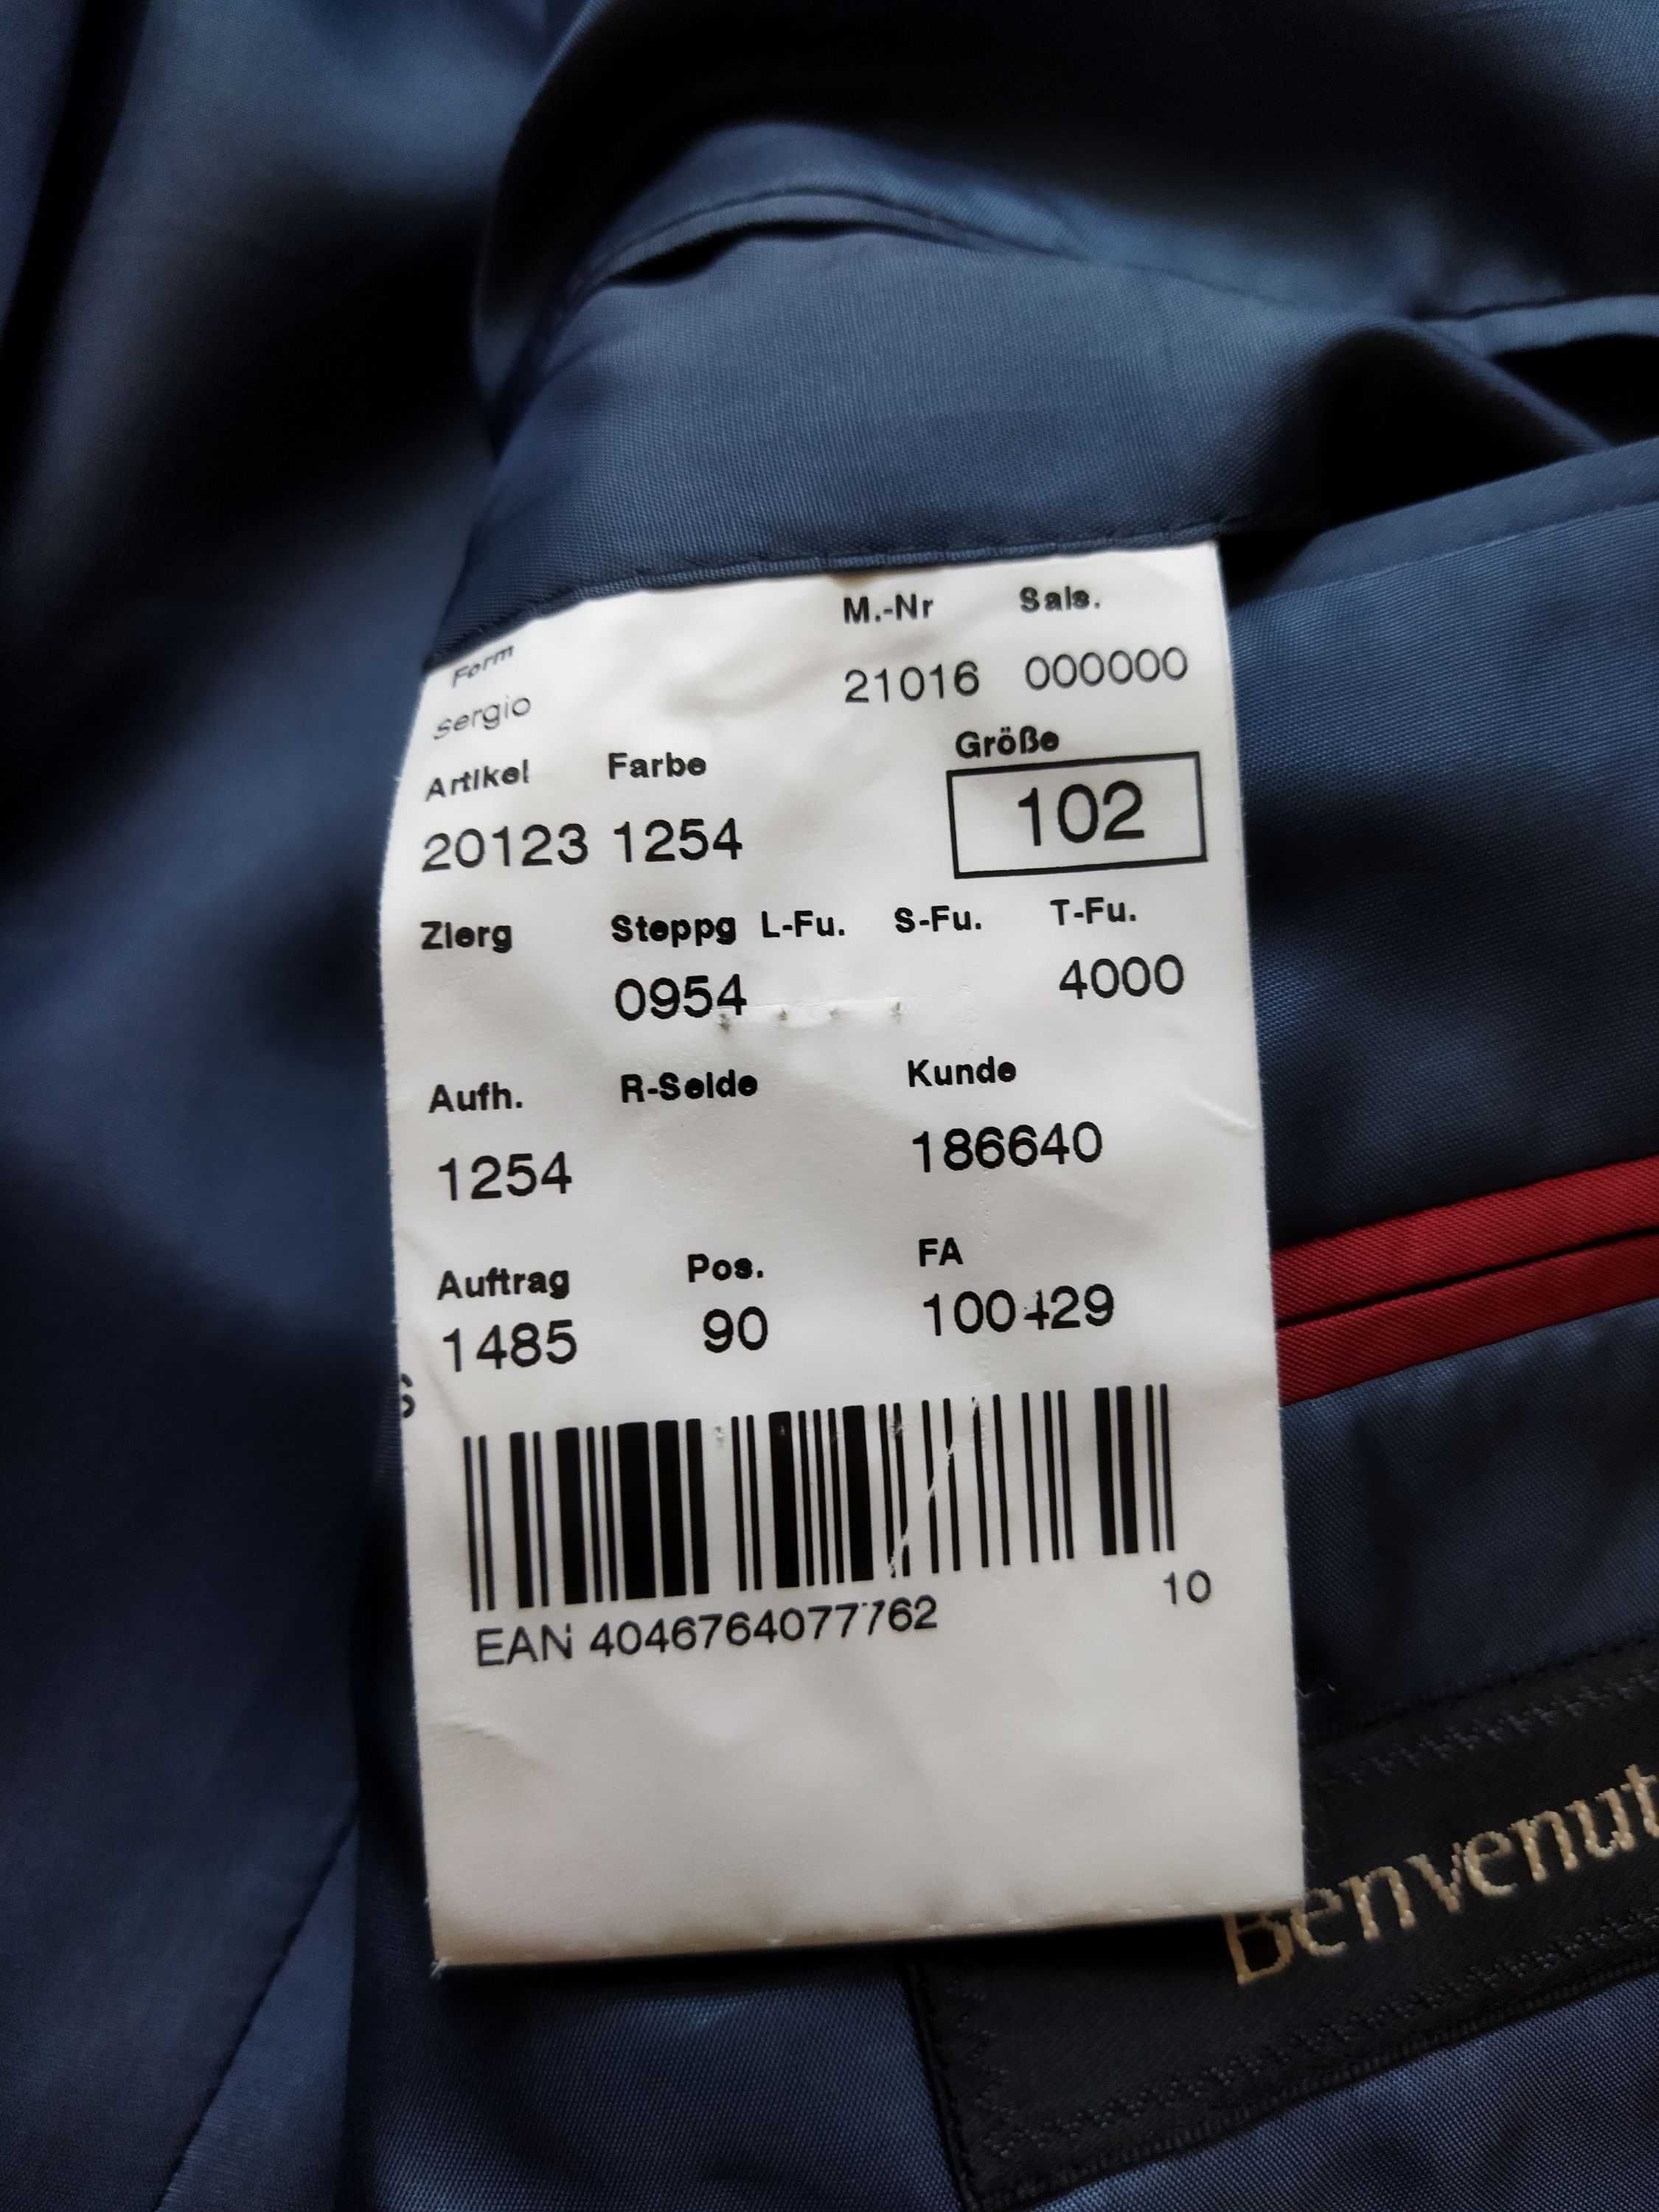 Form M.-Nr Sais.
sergio 21016 000000
Artikel Farbe Größe
20123 1254 102
Zierg Steppg L-Fu. S-Fu. T-Fu.
0954 4000
Aufh. R-Seide Kunde
1254 186640
Auftrag Pos. FA
1485 90 100429
S
10
EAN 4046764077762
Benvenut